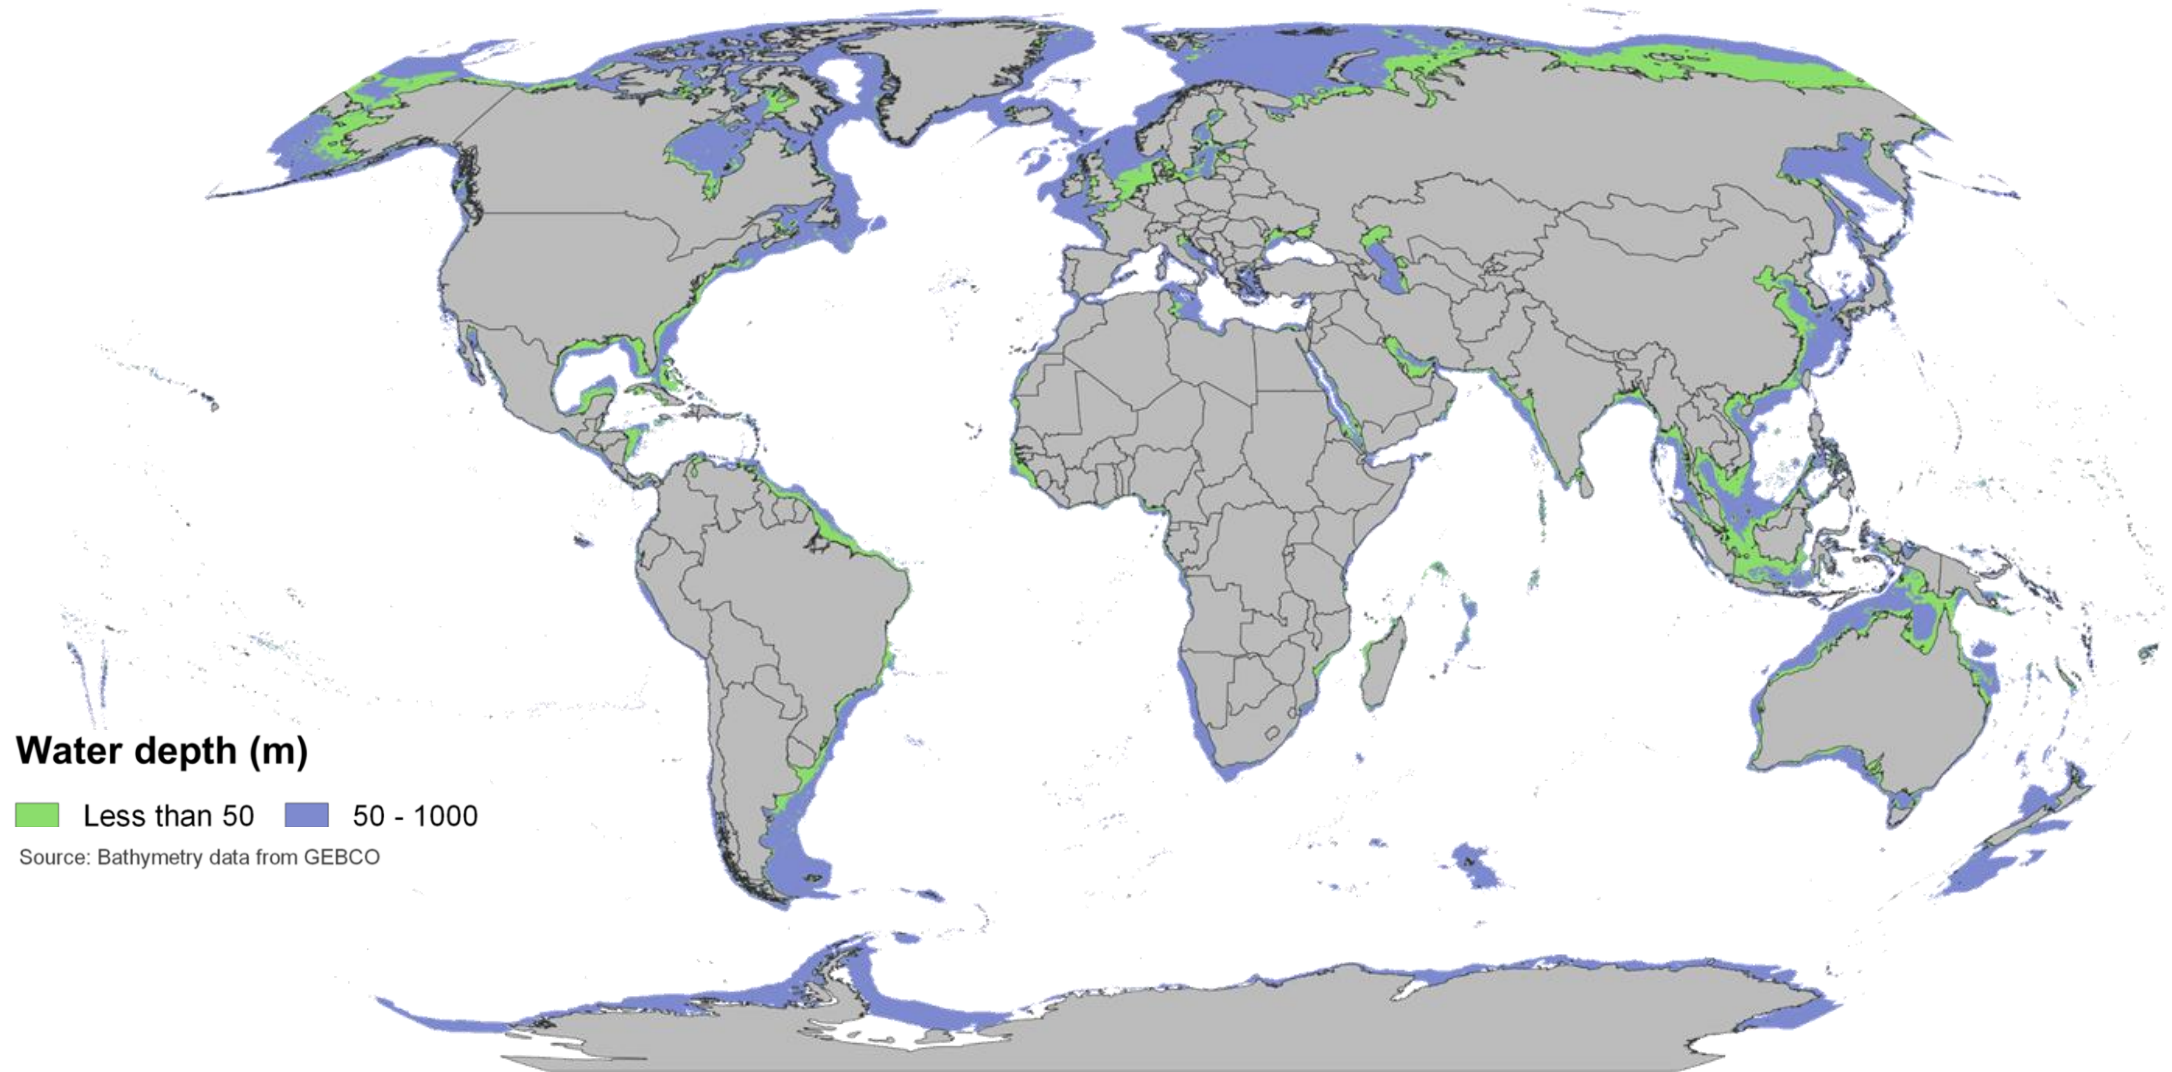 Water depth (m)
Less than 50 50 - 1000
Source: Bathymetry data from GEBCO